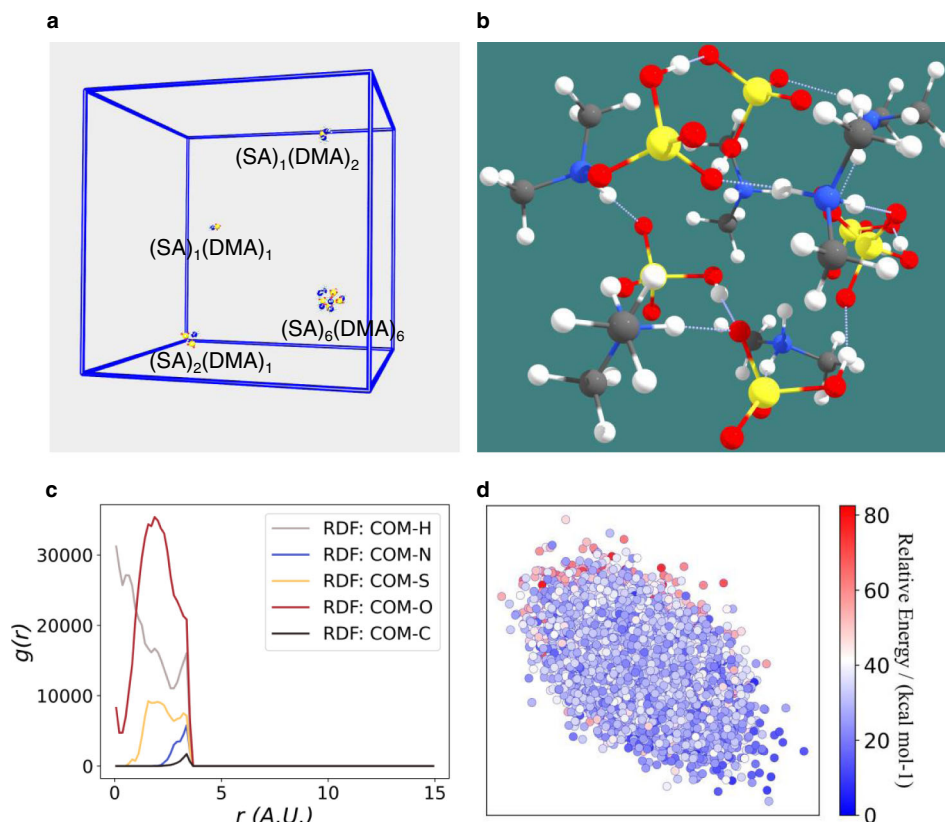 a
b
(SA)₁(DMA)₂
(SA)₁(DMA)₁
(SA)₆(DMA)₆
(SA)₂(DMA)₁
c
d
30000
20000
10000
0
g(r)
0
5
10
15
r (A.U.)
RDF: COM-H
RDF: COM-N
RDF: COM-S
RDF: COM-O
RDF: COM-C
80
60
40
20
0
Relative Energy / (kcal mol-1)